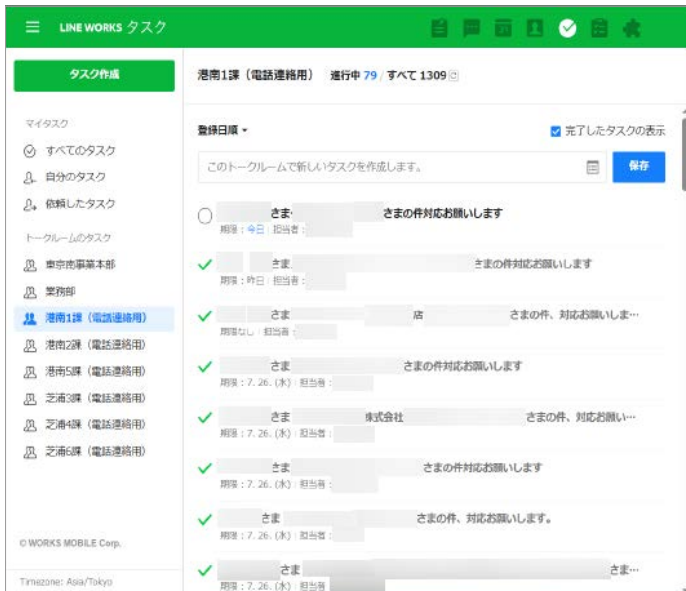 LINE WORKS タスク
タスク作成
マイタスク
すべてのタスク
自分のタスク
依頼したタスク
トークルームのタスク
東京南事業本部
業務部
港南1課（電話連絡用）
港南2課（電話連絡用）
港南5課（電話連絡用）
芝浦3課（電話連絡用）
芝浦4課（電話連絡用）
芝浦6課（電話連絡用）
© WORKS MOBILE Corp.
Timezone: Asia/Tokyo
港南1課（電話連絡用） 進行中 79 / すべて 1309
登録日順
完了したタスクの表示
このトークルームで新しいタスクを作成します。
保存
さま さまの件対応お願いします
期限：今日 担当者：
さま さまの件対応お願いします
期限：昨日 担当者：
さま 店 さまの件、対応お願いしま…
期限なし 担当者：
さま さまの件対応お願いします
期限：7. 26. (水) 担当者：
さま 株式会社 さまの件、対応お願い…
期限：7. 26. (水) 担当者：
さま さまの件対応お願いします
期限：7. 26. (水) 担当者：
さま さまの件、対応お願いします。
期限：7. 26. (水) 担当者：
さま さま…
期限：7. 26. (水) 担当者